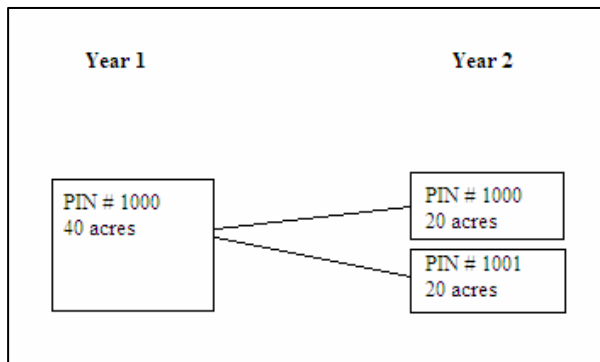 Year 1
Year 2
PIN # 1000
40 acres
PIN # 1000
20 acres
PIN # 1001
20 acres